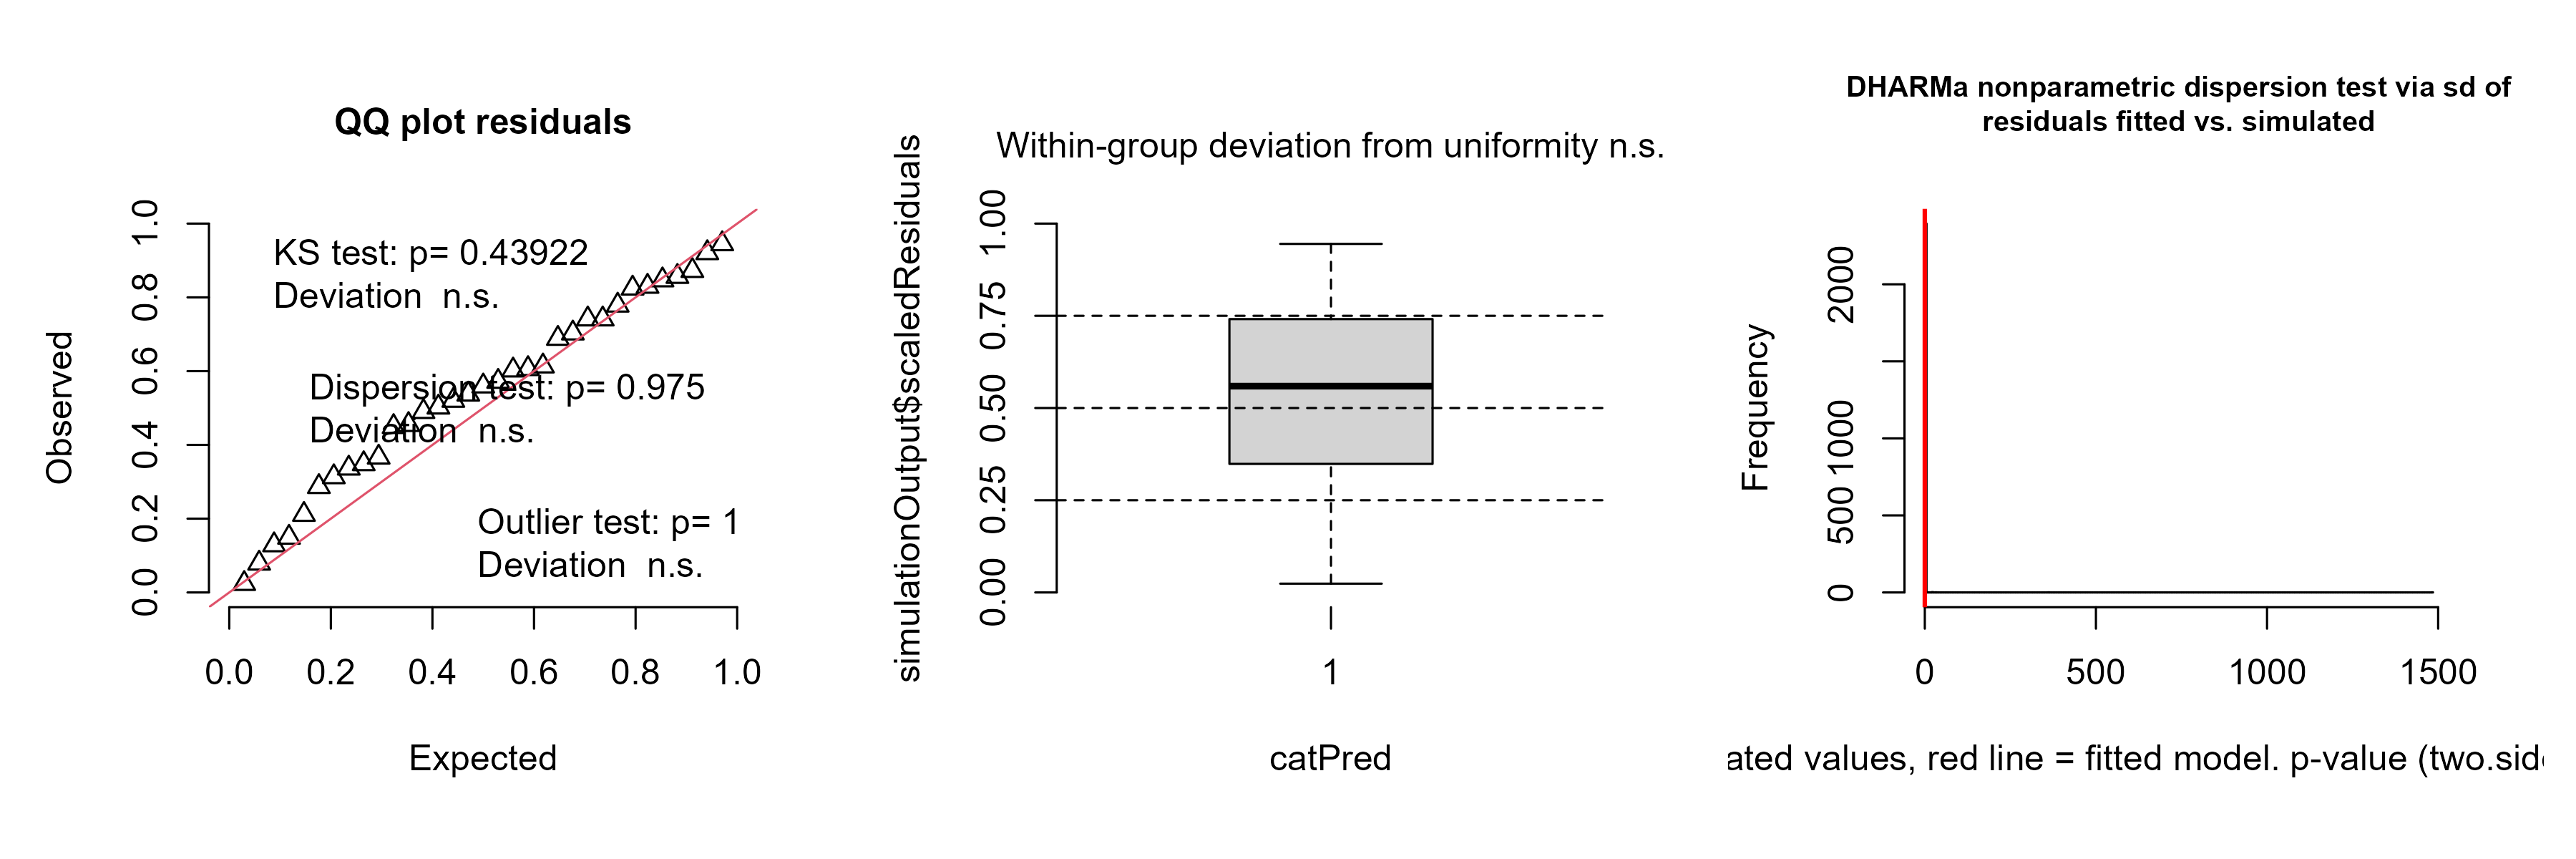 QQ plot residuals
KS test: p= 0.43922
Deviation n.s.
Dispersion test: p= 0.975
Deviation n.s.
Outlier test: p= 1
Deviation n.s.
Observed
0.0 0.2 0.4 0.6 0.8 1.0
0.0 0.2 0.4 0.6 0.8 1.0
Expected
Within-group deviation from uniformity n.s.
simulationOutput$scaledResiduals
0.00 0.25 0.50 0.75 1.00
1
catPred
DHARMa nonparametric dispersion test via sd of
residuals fitted vs. simulated
Frequency
0 500 1000 2000
0 500 1000 1500
ated values, red line = fitted model. p-value (two.side